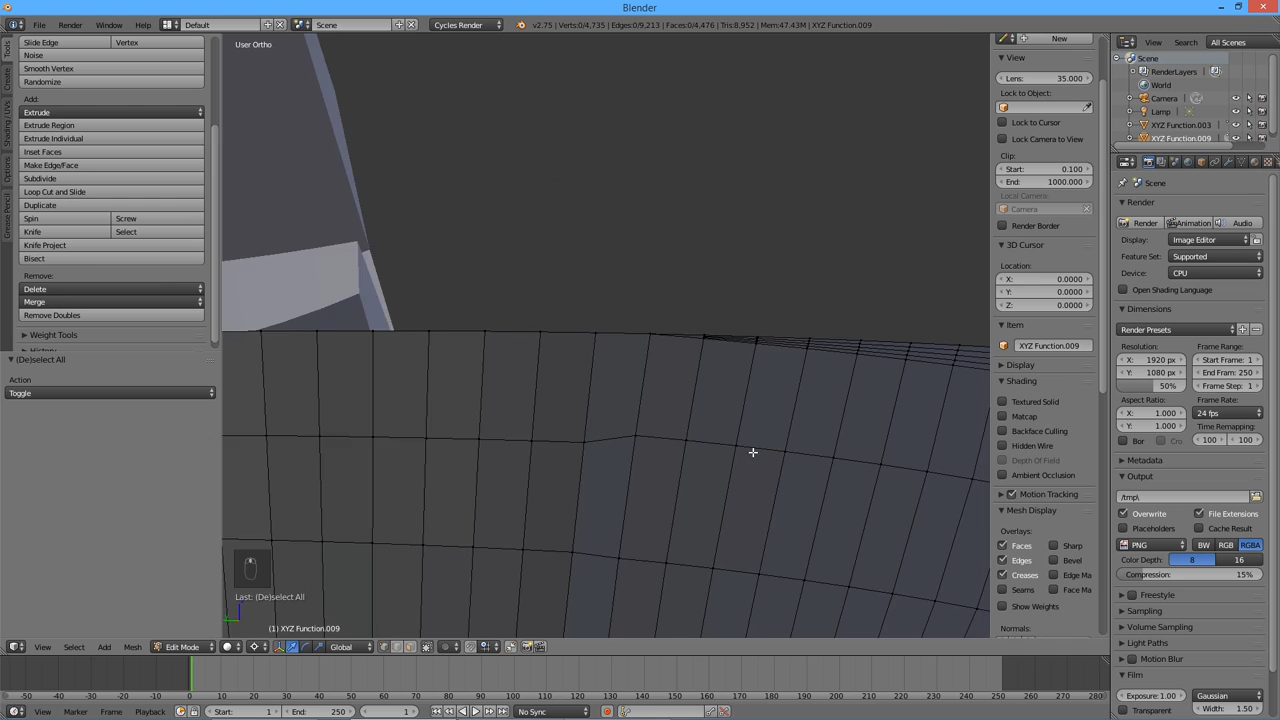 Blender
File Render Window Help Default Scene Cycles Render v2.75 | Verts:0/4,735 | Edges:0/9,213 | Faces:0/4,476 | Tris:8,952 | Mem:47.43M | XYZ Function.009
Slide Edge Vertex
Noise
Smooth Vertex
Randomize
Add:
Extrude
Extrude Region
Extrude Individual
Inset Faces
Make Edge/Face
Subdivide
Loop Cut and Slide
Duplicate
Spin Screw
Knife Select
Knife Project
Bisect
Remove:
Delete
Merge
Remove Doubles
Weight Tools
(De)select All
Action
Toggle
Tools
Create
Shading / UVs
Options
Grease Pencil
User Ortho
Last: (De)select All
(1) XYZ Function.009
New
View
Lens: 35.000
Lock to Object:
Lock to Cursor
Lock Camera to View
Clip:
Start: 0.100
End: 1000.000
Local Camera:
Camera
Render Border
3D Cursor
Location:
X: 0.0000
Y: 0.0000
Z: 0.0000
Item
XYZ Function.009
Display
Shading
Textured Solid
Matcap
Backface Culling
Hidden Wire
Depth Of Field
Ambient Occlusion
Motion Tracking
Mesh Display
Overlays:
Faces Sharp
Edges Bevel
Creases Edge Ma
Seams Face Ma
Show Weights
Normals:
View Search All Scenes
Scene
RenderLayers
World
Camera
Lamp
XYZ Function.003
XYZ Function.009
Scene
Render
Render Animation Audio
Display: Image Editor
Feature Set: Supported
Device: CPU
Open Shading Language
Dimensions
Render Presets
Resolution: Frame Range:
X: 1920 px Start Frame: 1
Y: 1080 px End Fram: 250
50% Frame Step: 1
Aspect Ratio: Frame Rate:
X: 1.000 24 fps
Y: 1.000 Time Remapping:
Bor Cro 100 100
Metadata
Output
/tmp\
Overwrite File Extensions
Placeholders Cache Result
PNG BW RGB RGBA
Color Depth: 8 16
Compression: 15%
Freestyle
Sampling
Volume Sampling
Light Paths
Motion Blur
Film
Exposure: 1.00 Gaussian
Transparent Width: 1.50
View Select Add Mesh Edit Mode Global
-50 -40 -30 -20 -10 0 10 20 30 40 50 60 70 80 90 100 110 120 130 140 150 160 170 180 190 200 210 220 230 240 250 260 270 280
View Marker Frame Playback Start: 1 End: 250 1 No Sync